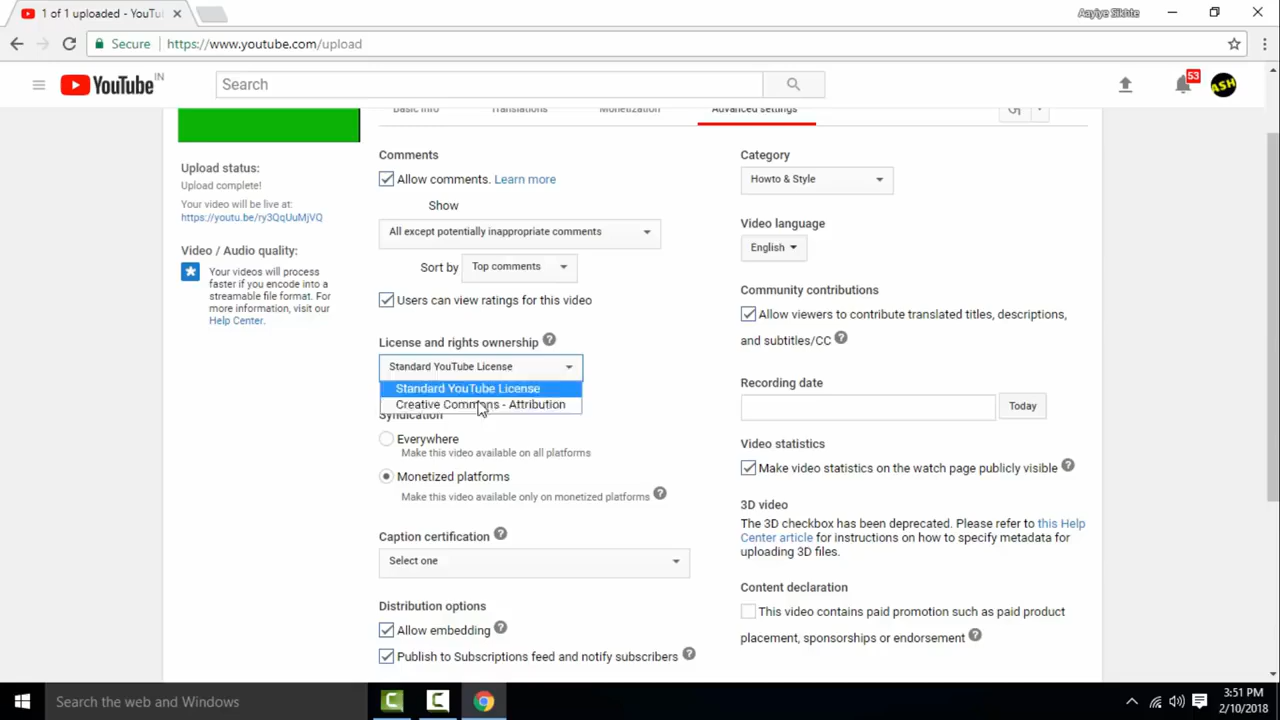 1 of 1 uploaded - YouTu
Aayiye Sikhte
Secure
https://www.youtube.com/upload
YouTube IN
Search
53
ASH
Basic info
Translations
Monetization
Advanced settings
Upload status:
Upload complete!
Your video will be live at:
https://youtu.be/ry3QqUuMjVQ
Video / Audio quality:
Your videos will process
faster if you encode into a
streamable file format. For
more information, visit our
Help Center.
Comments
Allow comments. Learn more
Show
All except potentially inappropriate comments
Sort by Top comments
Users can view ratings for this video
License and rights ownership ?
Standard YouTube License
Standard YouTube License
Creative Commons - Attribution
Syndication
Everywhere
Make this video available on all platforms
Monetized platforms
Make this video available only on monetized platforms ?
Caption certification ?
Select one
Distribution options
Allow embedding ?
Publish to Subscriptions feed and notify subscribers ?
Category
Howto & Style
Video language
English
Community contributions
Allow viewers to contribute translated titles, descriptions,
and subtitles/CC ?
Recording date
Today
Video statistics
Make video statistics on the watch page publicly visible ?
3D video
The 3D checkbox has been deprecated. Please refer to this Help
Center article for instructions on how to specify metadata for
uploading 3D files.
Content declaration
This video contains paid promotion such as paid product
placement, sponsorships or endorsement ?
Search the web and Windows
3:51 PM
2/10/2018